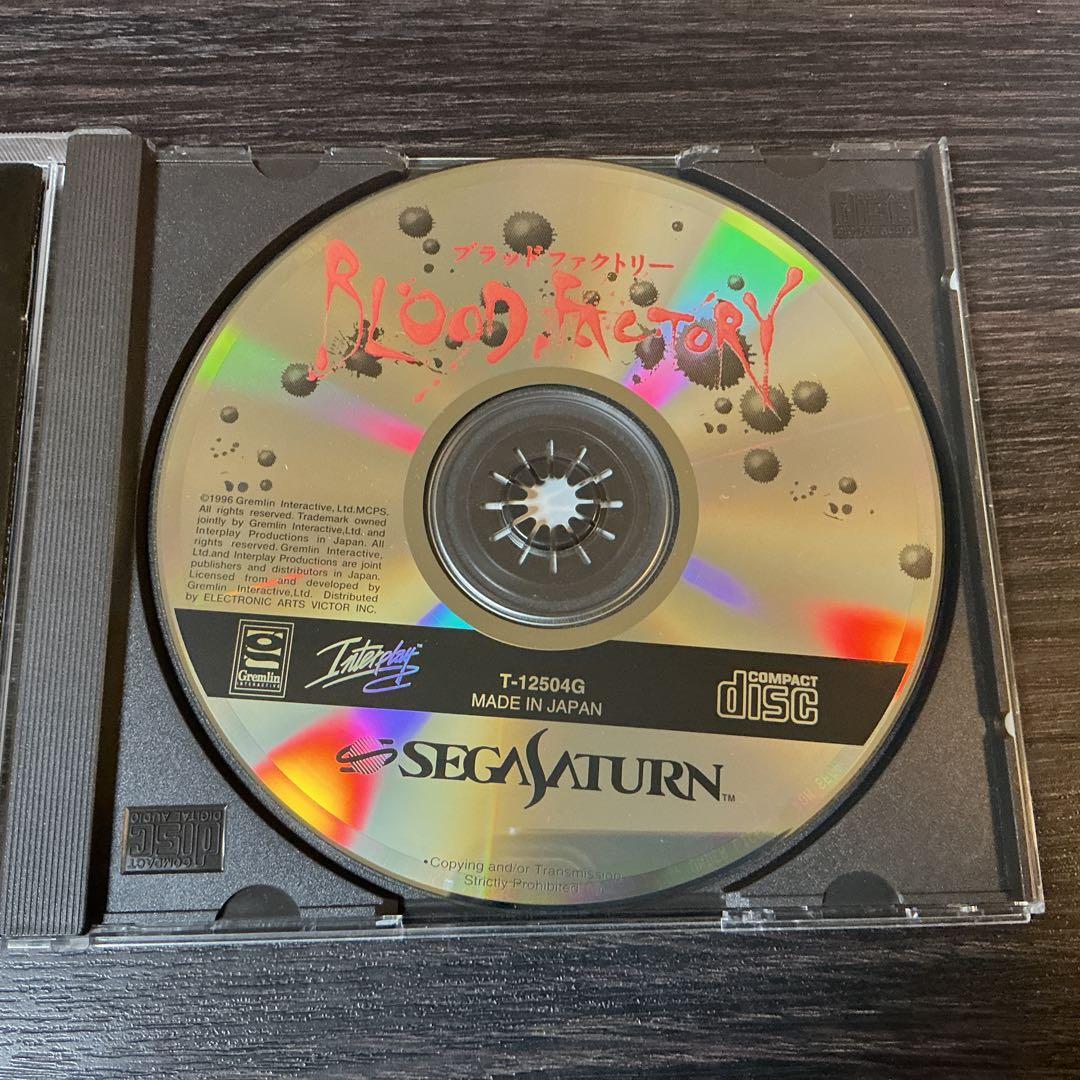 ブラッドファクトリー
BLOOD FACTORY
©1996 Gremlin Interactive, Ltd.MCPS,
All rights reserved. Trademark owned
jointly by Gremlin Interactive,Ltd. and
Interplay Productions in Japan. All
rights reserved. Gremlin Interactive,
Ltd.and Interplay Productions are joint
publishers and distributors in Japan.
Licensed from and developed by
Gremlin Interactive,Ltd. Distributed
by ELECTRONIC ARTS VICTOR INC.
Gremlin
INTERACTIVE
Interplay™
T-12504G
MADE IN JAPAN
COMPACT
disc
SEGA SATURN™
•Copying and/or Transmission
Strictly Prohibited
COMPACT
disc
DIGITAL AUDIO